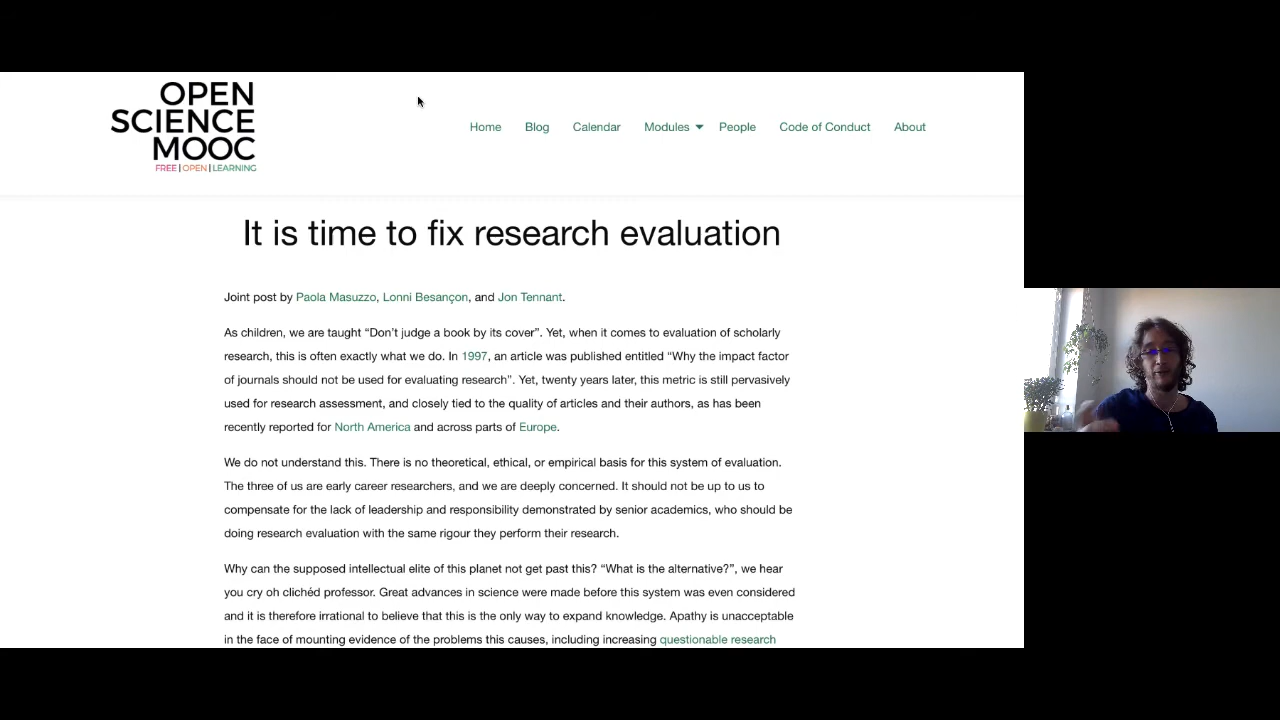 OPEN
SCIENCE
MOOC
FREE | OPEN | LEARNING
Home Blog Calendar Modules People Code of Conduct About
It is time to fix research evaluation
Joint post by Paola Masuzzo, Lonni Besançon, and Jon Tennant.
As children, we are taught “Don’t judge a book by its cover”. Yet, when it comes to evaluation of scholarly
research, this is often exactly what we do. In 1997, an article was published entitled “Why the impact factor
of journals should not be used for evaluating research”. Yet, twenty years later, this metric is still pervasively
used for research assessment, and closely tied to the quality of articles and their authors, as has been
recently reported for North America and across parts of Europe.
We do not understand this. There is no theoretical, ethical, or empirical basis for this system of evaluation.
The three of us are early career researchers, and we are deeply concerned. It should not be up to us to
compensate for the lack of leadership and responsibility demonstrated by senior academics, who should be
doing research evaluation with the same rigour they perform their research.
Why can the supposed intellectual elite of this planet not get past this? “What is the alternative?”, we hear
you cry oh clichéd professor. Great advances in science were made before this system was even considered
and it is therefore irrational to believe that this is the only way to expand knowledge. Apathy is unacceptable
in the face of mounting evidence of the problems this causes, including increasing questionable research